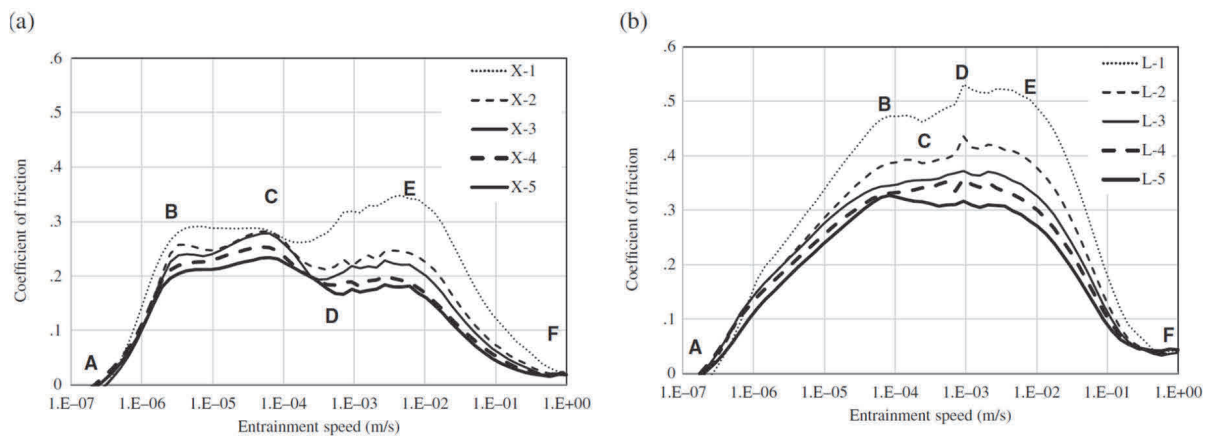 (a)
.6
.5
.4
.3
.2
.1
0
Coefficient of friction
X-1
X-2
X-3
X-4
X-5
A
B
C
D
E
F
1.E–07
1.E–06
1.E–05
1.E–04
1.E–03
1.E–02
1.E–01
1.E+00
Entrainment speed (m/s)
(b)
.6
.5
.4
.3
.2
.1
0
Coefficient of friction
L-1
L-2
L-3
L-4
L-5
A
B
C
D
E
F
1.E–07
1.E–06
1.E–05
1.E–04
1.E–03
1.E–02
1.E–01
1.E+00
Entrainment speed (m/s)